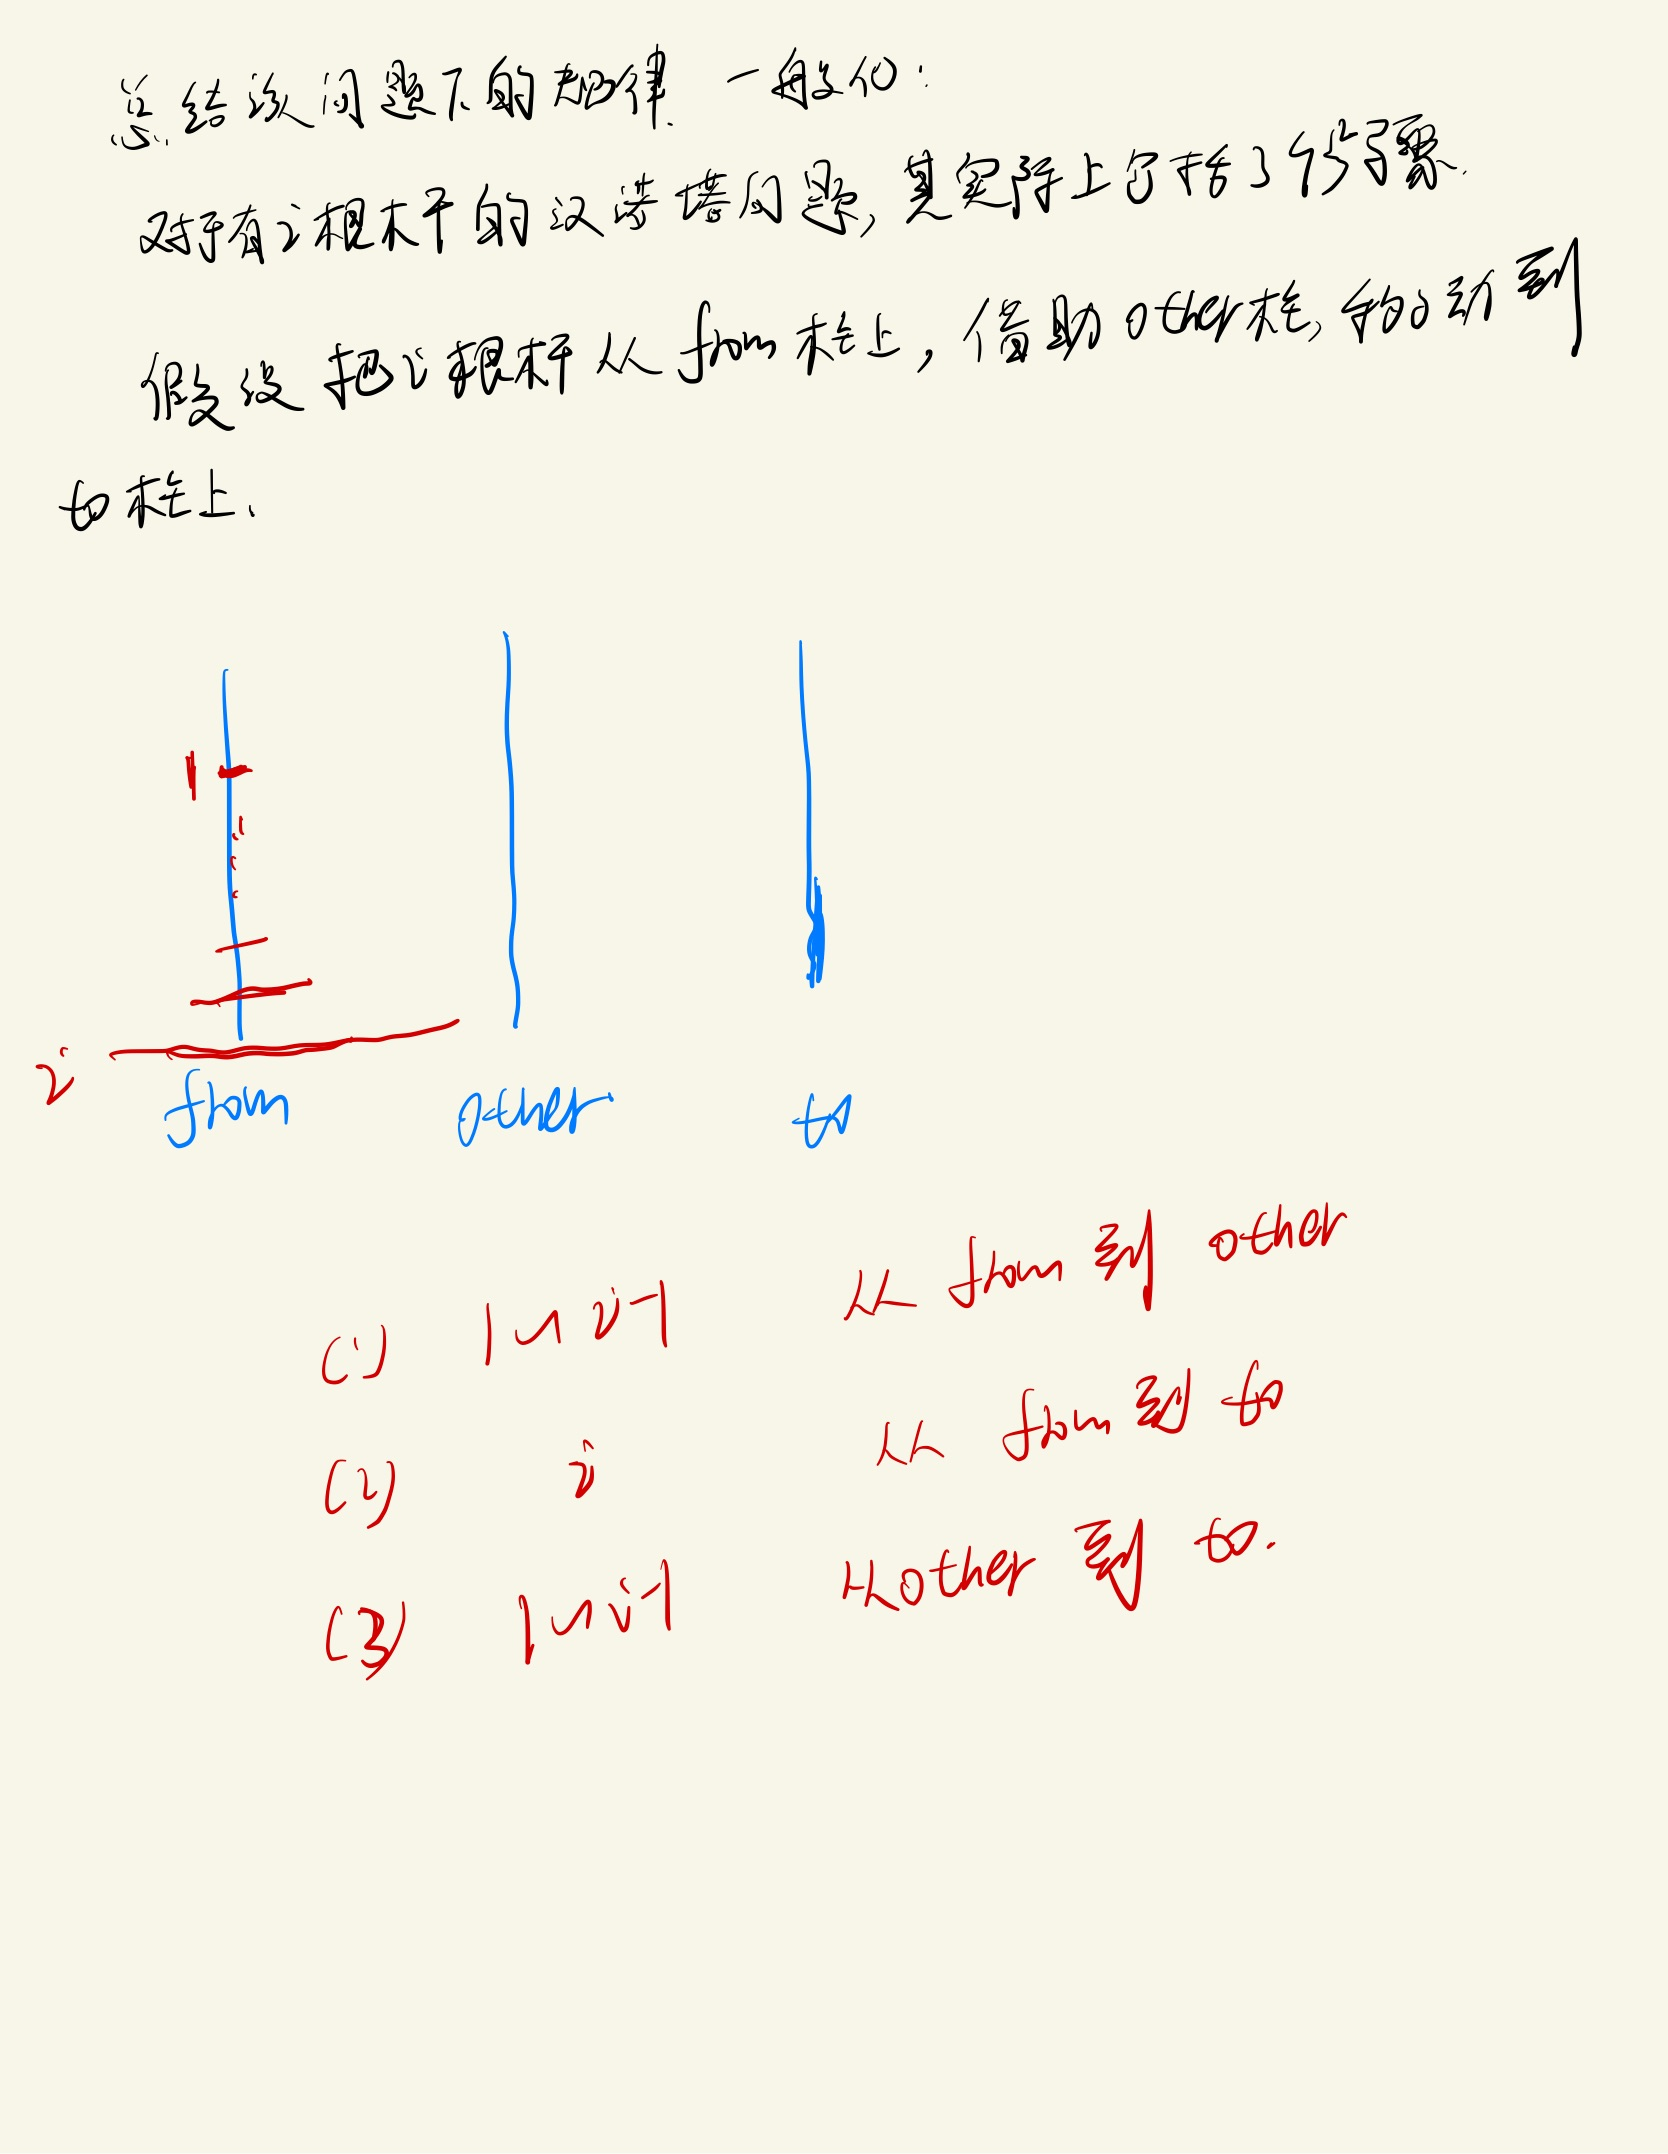 总结该问题下的规律 一般化:
对于有i根木干的汉诺塔问题,其实际上包括3个步骤.
假设把i根杆从from柱上,借助other柱,移动到
to柱上.
1
i
from other to
(1) 1~i-1 从from到other
(2) i 从from到to
(3) 1~i-1 从other到to.